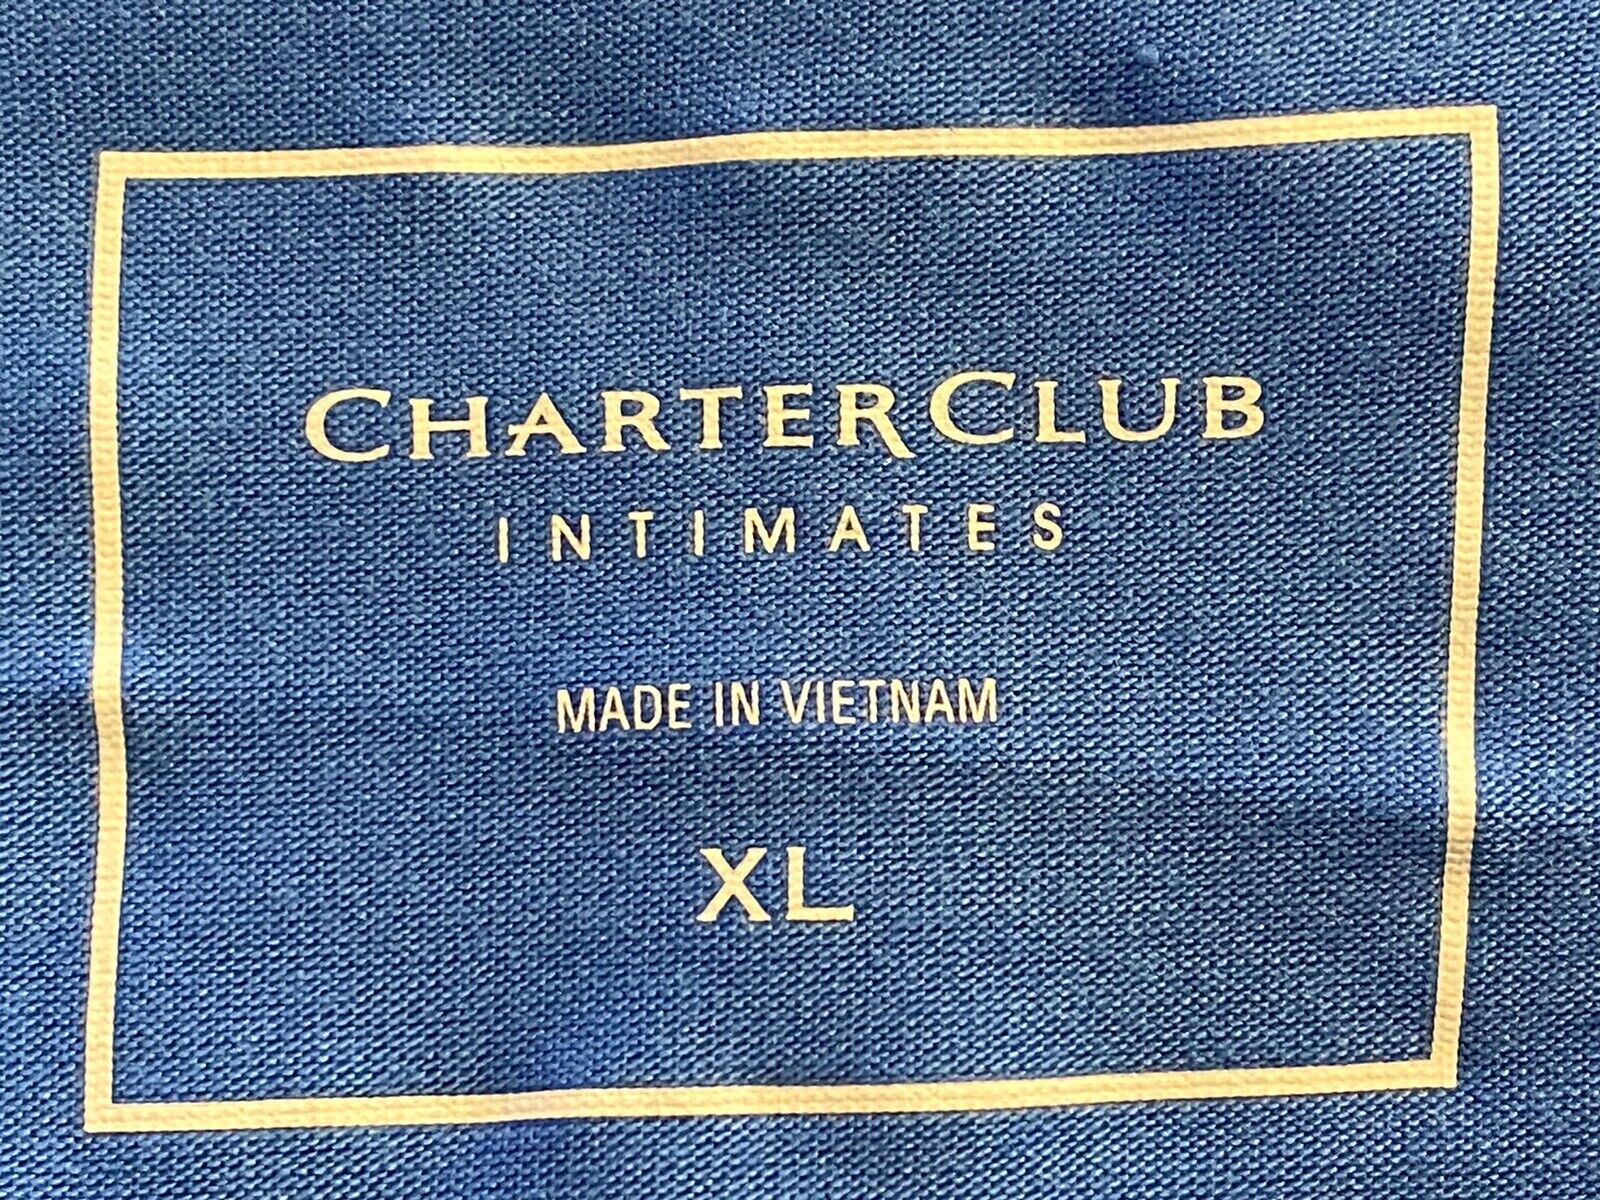 CHARTERCLUB
INTIMATES
MADE IN VIETNAM
XL